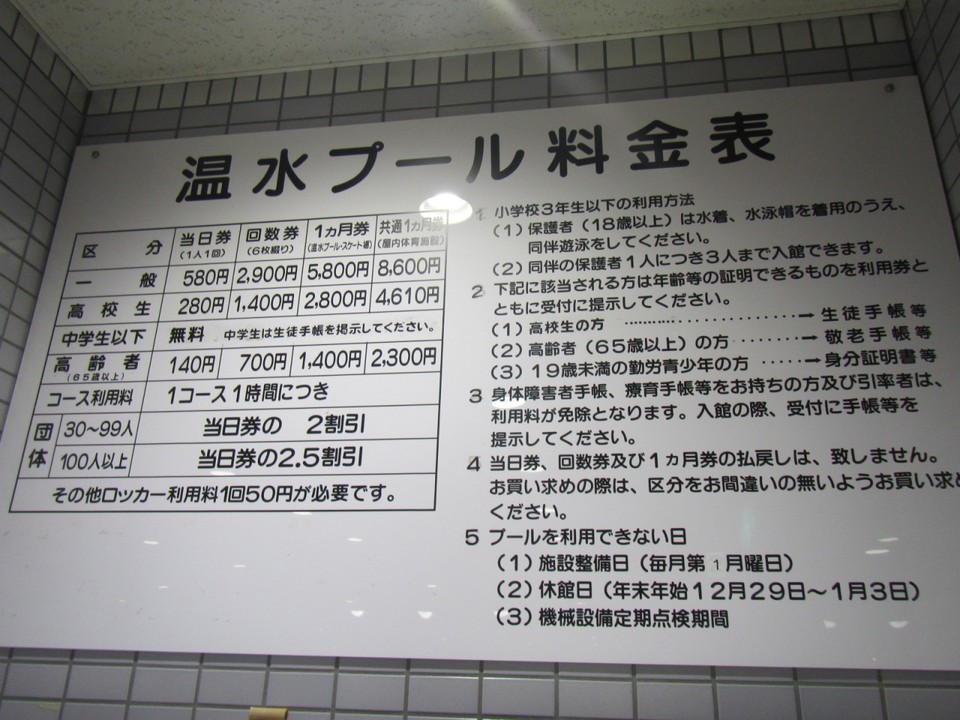 温水プール料金表
区分 当日券(1人1回) 回数券(6枚綴り) 1ヵ月券(温水プール・スケート場) 共通1ヵ月券(屋内体育施設)
一般 580円 2,900円 5,800円 8,600円
高校生 280円 1,400円 2,800円 4,610円
中学生以下 無料 中学生は生徒手帳を掲示してください。
高齢者(65歳以上) 140円 700円 1,400円 2,300円
コース利用料 1コース1時間につき
団体 30~99人 当日券の 2割引
100人以上 当日券の2.5割引
その他ロッカー利用料1回50円が必要です。
1 小学校3年生以下の利用方法
(1)保護者(18歳以上)は水着、水泳帽を着用のうえ、
同伴遊泳をしてください。
(2)同伴の保護者1人につき3人まで入館できます。
2 下記に該当される方は年齢等の証明できるものを利用券と
ともに受付に提示してください。
(1)高校生の方 ……………→ 生徒手帳等
(2)高齢者(65歳以上)の方 ………→ 敬老手帳等
(3)19歳未満の勤労青少年の方 ……→ 身分証明書等
3 身体障害者手帳、療育手帳等をお持ちの方及び引率者は、
利用料が免除となります。入館の際、受付に手帳等を
提示してください。
4 当日券、回数券及び1ヵ月券の払戻しは、致しません。
お買い求めの際は、区分をお間違いの無いようお買い求め
ください。
5 プールを利用できない日
(1)施設整備日(毎月第1月曜日)
(2)休館日(年末年始12月29日~1月3日)
(3)機械設備定期点検期間